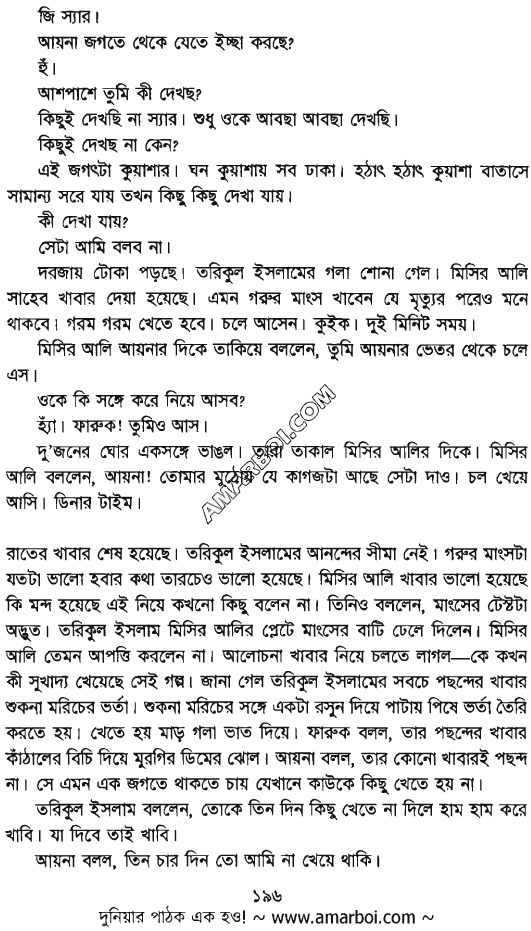 জি স্যার।
আয়না জগতে থেকে যেতে ইচ্ছা করছে?
হুঁ।
আশপাশে তুমি কী দেখছ?
কিছুই দেখছি না স্যার। শুধু ওকে আবছা আবছা দেখছি।
কিছুই দেখছ না কেন?
এই জগৎটা কুয়াশার। ঘন কুয়াশায় সব ঢাকা। হঠাৎ হঠাৎ কুয়াশা বাতাসে
সামান্য সরে যায় তখন কিছু কিছু দেখা যায়।
কী দেখা যায়?
সেটা আমি বলব না।
দরজায় টোকা পড়ছে। তরিকুল ইসলামের গলা শোনা গেল। মিসির আলি
সাহেব খাবার দেয়া হয়েছে। এমন গরুর মাংস খাবেন যে মৃত্যুর পরেও মনে
থাকবে। গরম গরম খেতে হবে। চলে আসেন। কুইক। দুই মিনিট সময়।
মিসির আলি আয়নার দিকে তাকিয়ে বললেন, তুমি আয়নার ভেতর থেকে চলে
এস।
ওকে কি সঙ্গে করে নিয়ে আসব?
হ্যাঁ। ফারুক! তুমিও আস।
দু'জনের ঘোর একসঙ্গে ভাঙল। তারা তাকাল মিসির আলির দিকে। মিসির
আলি বললেন, আয়না! তোমার মুঠোয় যে কাগজটা আছে সেটা দাও। চল খেয়ে
আসি। ডিনার টাইম।
রাতের খাবার শেষ হয়েছে। তরিকুল ইসলামের আনন্দের সীমা নেই। গরুর মাংসটা
যতটা ভালো হবার কথা তারচেও ভালো হয়েছে। মিসির আলি খাবার ভালো হয়েছে
কি মন্দ হয়েছে এই নিয়ে কখনো কিছু বলেন না। তিনিও বললেন, মাংসের টেস্টটা
অদ্ভুত। তরিকুল ইসলাম মিসির আলির প্লেটে মাংসের বাটি ঢেলে দিলেন। মিসির
আলি তেমন আপত্তি করলেন না। আলোচনা খাবার নিয়ে চলতে লাগল—কে কখন
কী সুখাদ্য খেয়েছে সেই গল্প। জানা গেল তরিকুল ইসলামের সবচে পছন্দের খাবার
শুকনা মরিচের ভর্তা। শুকনা মরিচের সঙ্গে একটা রসুন দিয়ে পাটায় পিষে ভর্তা তৈরি
করতে হয়। খেতে হয় মাড় গলা ভাত দিয়ে। ফারুক বলল, তার পছন্দের খাবার
কাঁঠালের বিচি দিয়ে মুরগির ডিমের ঝোল। আয়না বলল, তার কোনো খাবারই পছন্দ
না। সে এমন এক জগতে থাকতে চায় যেখানে কাউকে কিছু খেতে হয় না।
তরিকুল ইসলাম বললেন, তোকে তিন দিন কিছু খেতে না দিলে হাম হাম করে
খাবি। যা দিবে তাই খাবি।
আয়না বলল, তিন চার দিন তো আমি না খেয়ে থাকি।
AMARBOI.COM
১৯৬
দুনিয়ার পাঠক এক হও! ~ www.amarboi.com ~